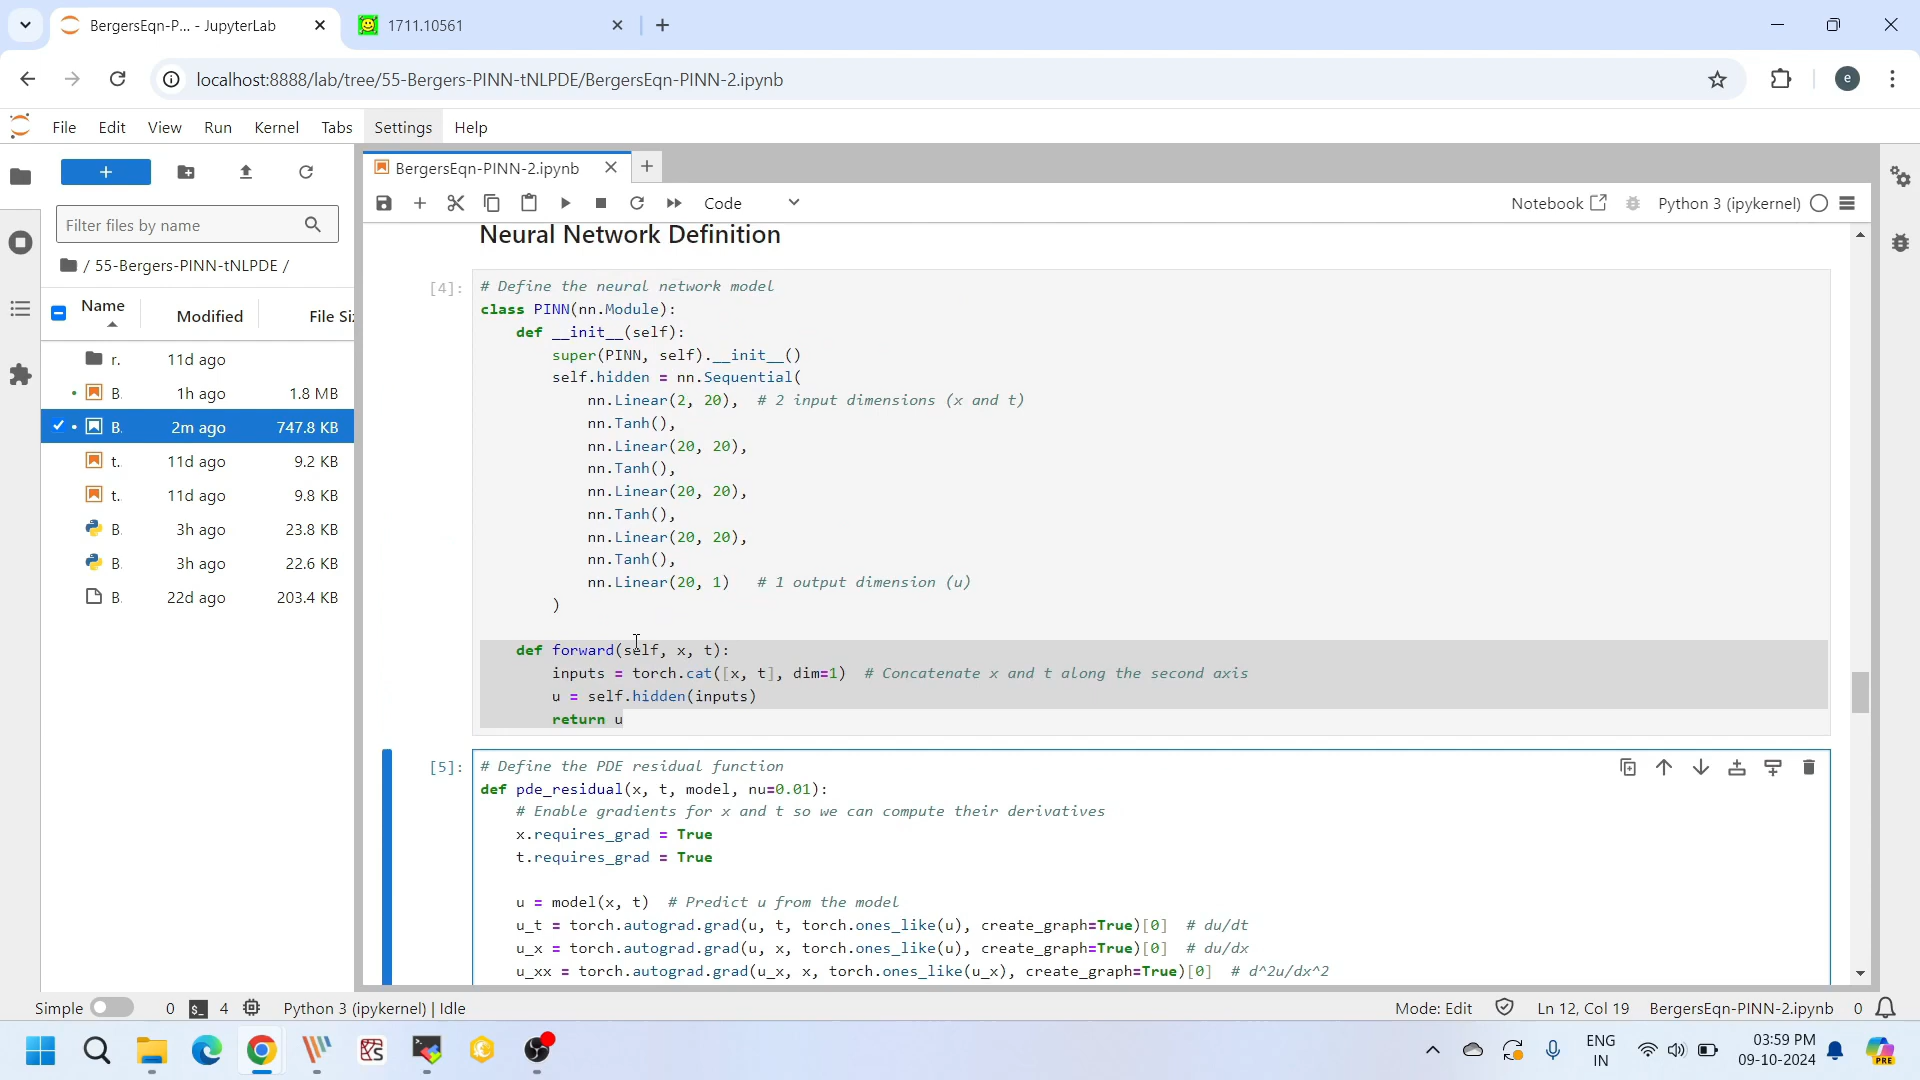 BergersEqn-P... - JupyterLab
1711.10561
localhost:8888/lab/tree/55-Bergers-PINN-tNLPDE/BergersEqn-PINN-2.ipynb
e
File Edit View Run Kernel Tabs Settings Help
BergersEqn-PINN-2.ipynb
Code
Notebook
Python 3 (ipykernel)
Filter files by name
/ 55-Bergers-PINN-tNLPDE /
Name Modified File Siz
r. 11d ago
B. 1h ago 1.8 MB
B. 2m ago 747.8 KB
t. 11d ago 9.2 KB
t. 11d ago 9.8 KB
B. 3h ago 23.8 KB
B. 3h ago 22.6 KB
B. 22d ago 203.4 KB
Neural Network Definition
[4]:
# Define the neural network model
class PINN(nn.Module):
def __init__(self):
super(PINN, self).__init__()
self.hidden = nn.Sequential(
nn.Linear(2, 20), # 2 input dimensions (x and t)
nn.Tanh(),
nn.Linear(20, 20),
nn.Tanh(),
nn.Linear(20, 20),
nn.Tanh(),
nn.Linear(20, 20),
nn.Tanh(),
nn.Linear(20, 1) # 1 output dimension (u)
)
def forward(self, x, t):
inputs = torch.cat([x, t], dim=1) # Concatenate x and t along the second axis
u = self.hidden(inputs)
return u
[5]:
# Define the PDE residual function
def pde_residual(x, t, model, nu=0.01):
# Enable gradients for x and t so we can compute their derivatives
x.requires_grad = True
t.requires_grad = True
u = model(x, t) # Predict u from the model
u_t = torch.autograd.grad(u, t, torch.ones_like(u), create_graph=True)[0] # du/dt
u_x = torch.autograd.grad(u, x, torch.ones_like(u), create_graph=True)[0] # du/dx
u_xx = torch.autograd.grad(u_x, x, torch.ones_like(u_x), create_graph=True)[0] # d^2u/dx^2
Simple 0 4 Python 3 (ipykernel) | Idle
Mode: Edit Ln 12, Col 19 BergersEqn-PINN-2.ipynb 0
ENG
IN
03:59 PM
09-10-2024
PRE